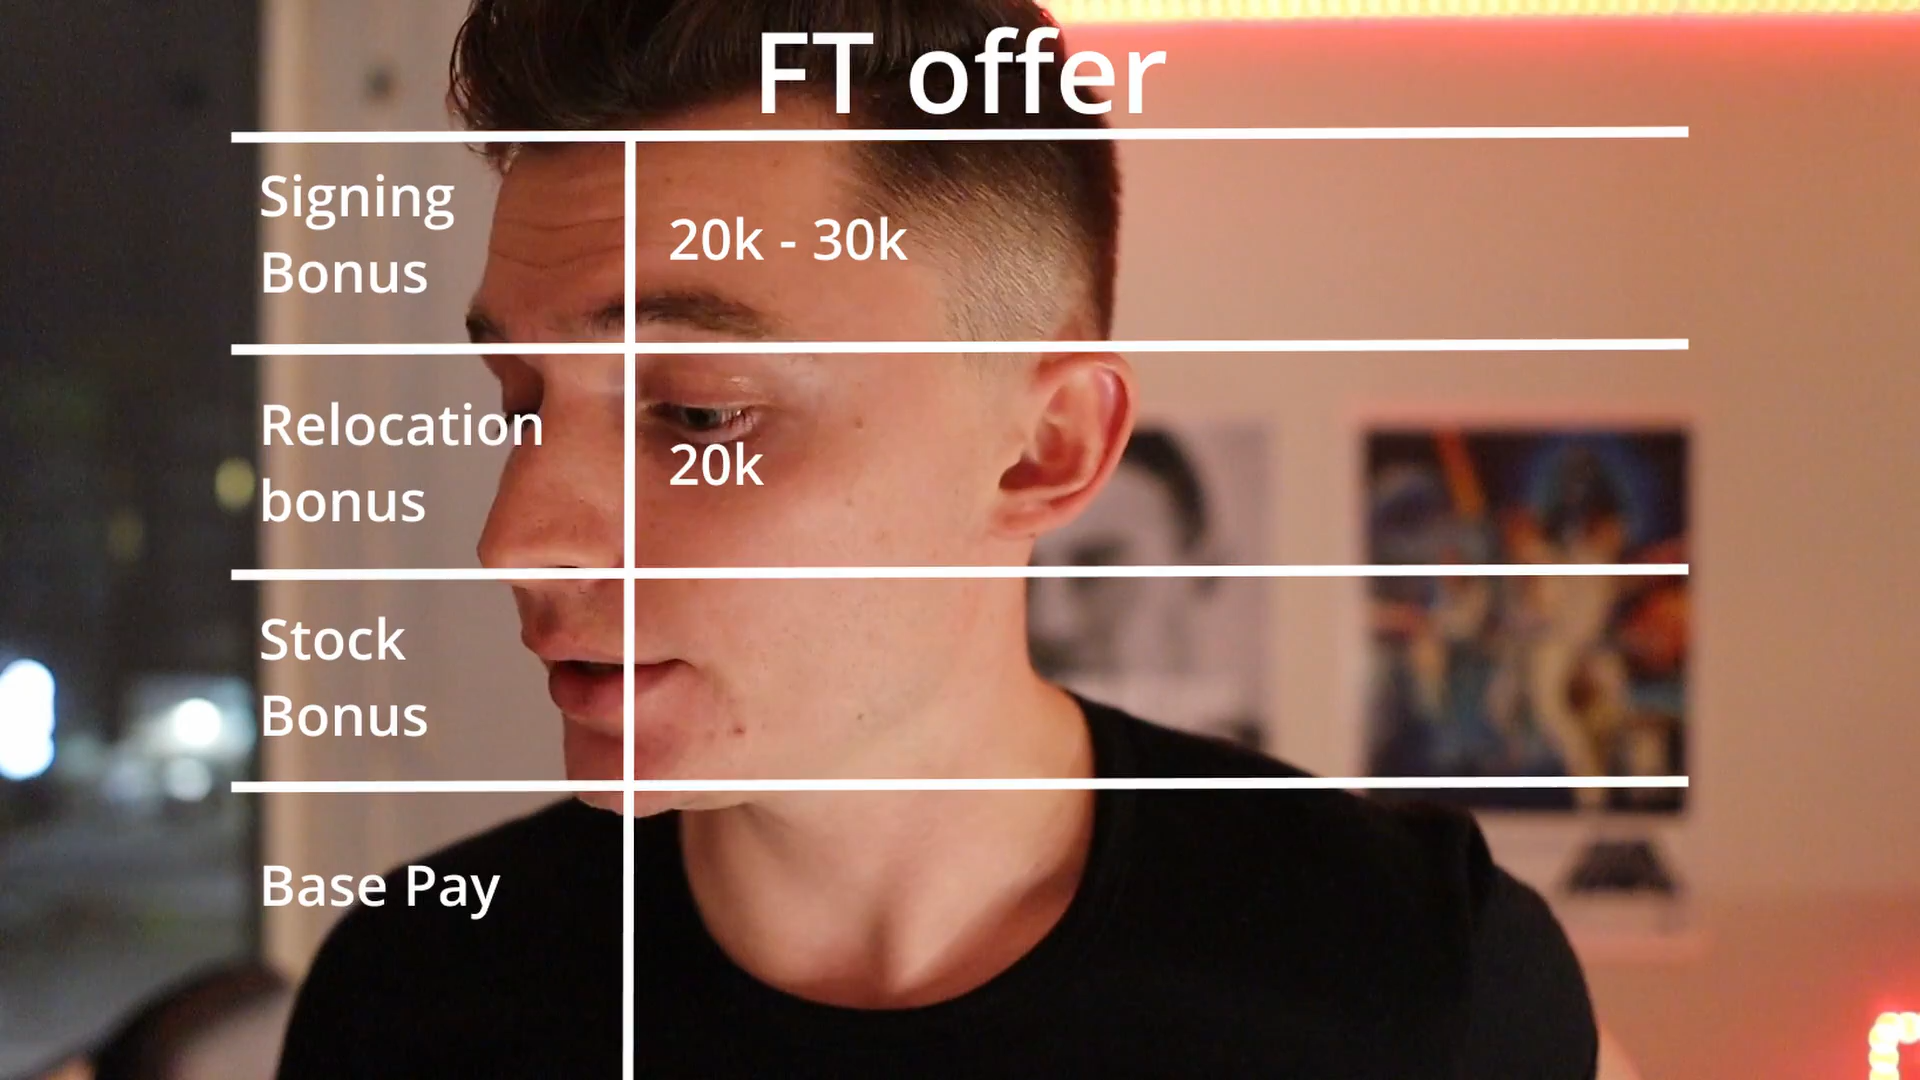 FT offer
Signing
Bonus
20k - 30k
Relocation
bonus
20k
Stock
Bonus
Base Pay